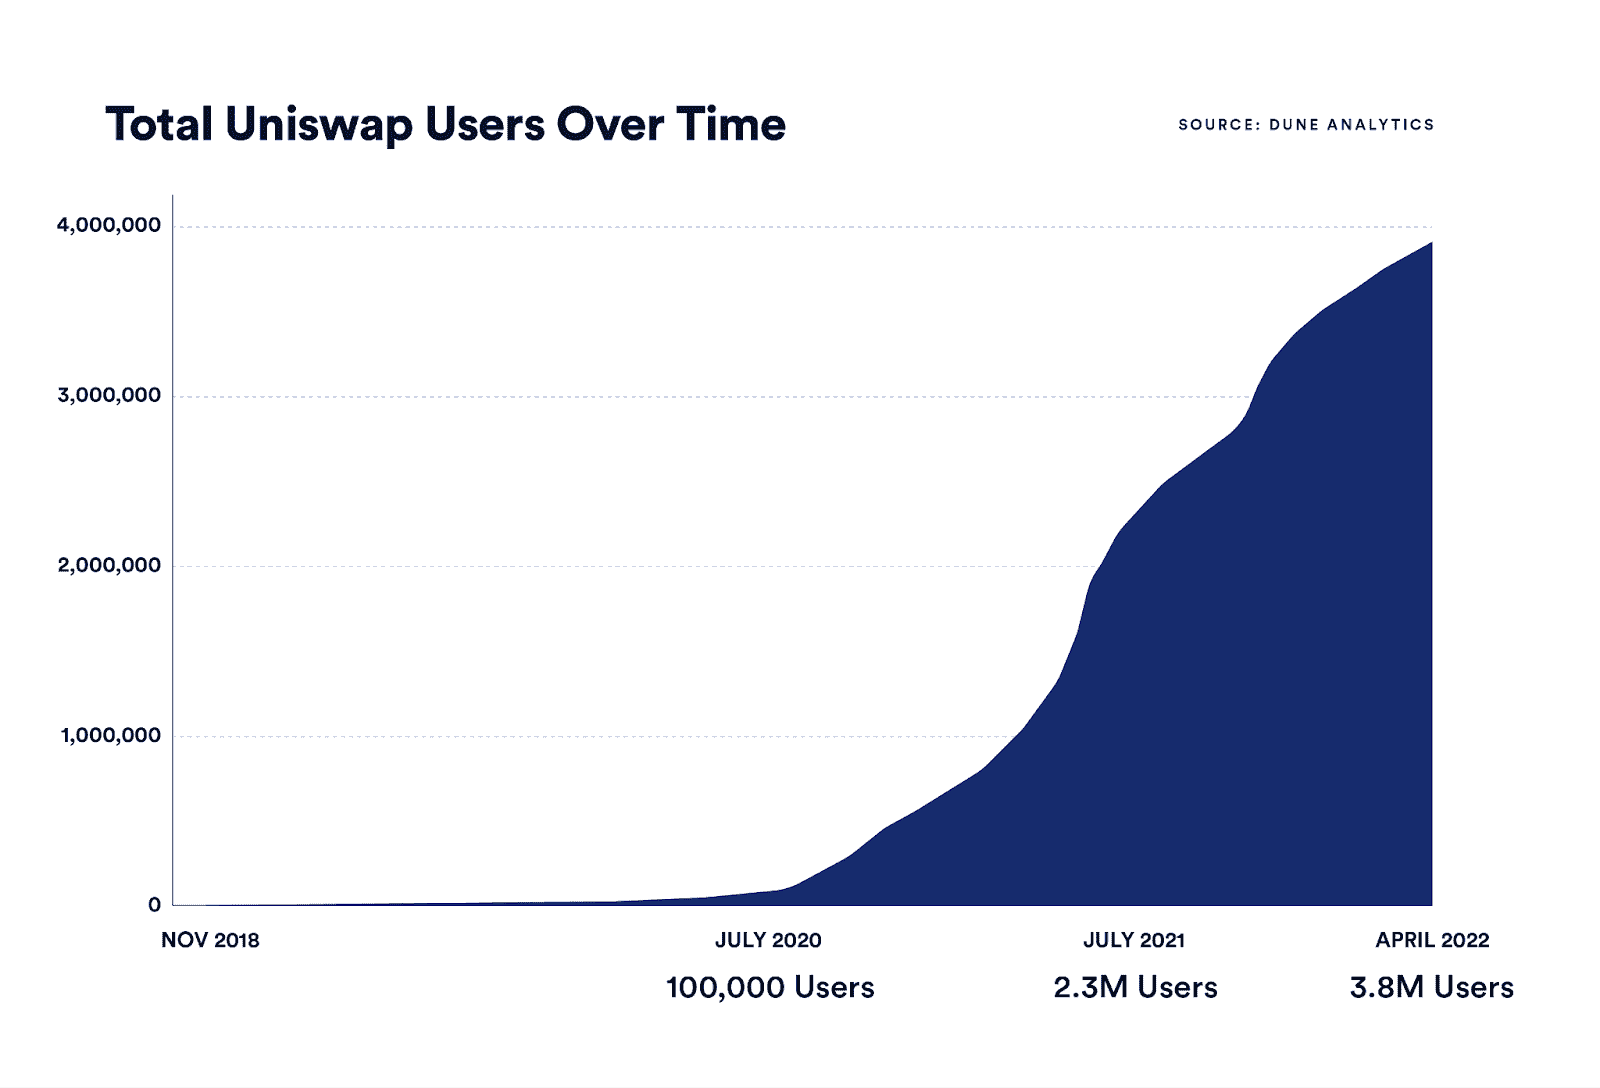 Total Uniswap Users Over Time
SOURCE: DUNE ANALYTICS
4,000,000
3,000,000
2,000,000
1,000,000
0
NOV 2018
JULY 2020
JULY 2021
APRIL 2022
100,000 Users
2.3M Users
3.8M Users